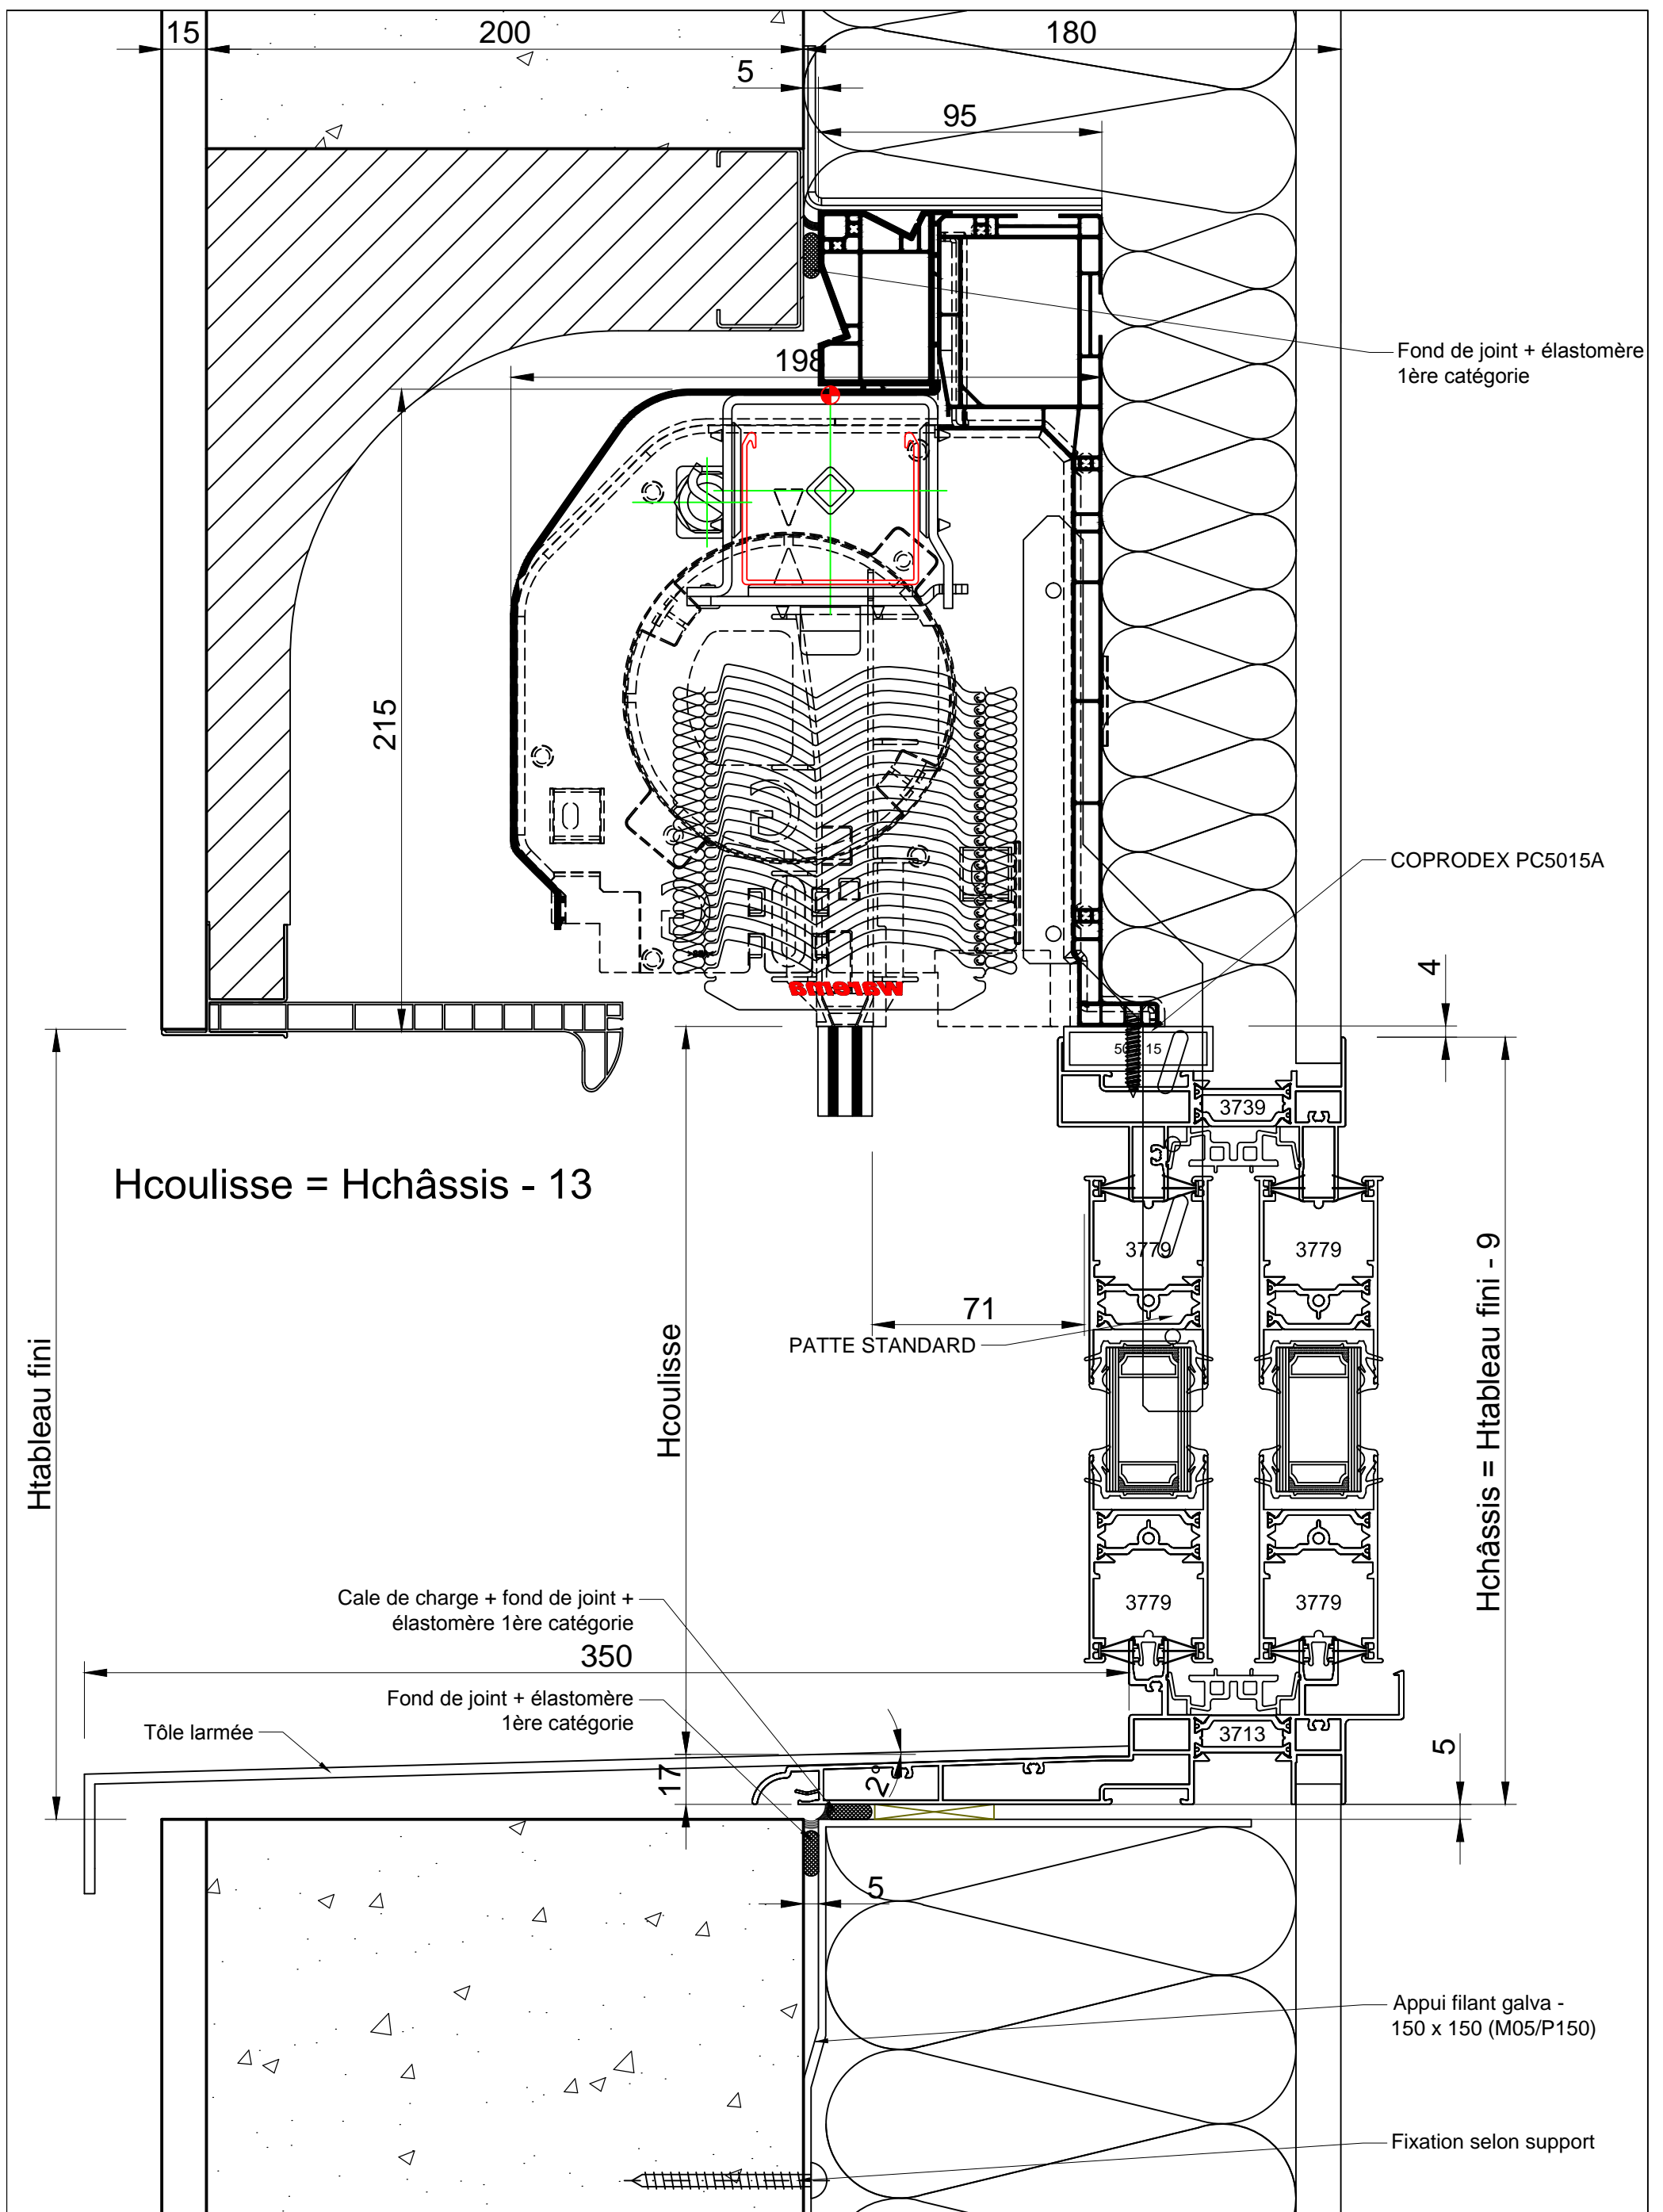 15
200
180
5
95
Fond de joint + élastomère
1ère catégorie
198
215
COPRODEX PC5015A
4
warema
15
3739
Hcoulisse = Hchâssis - 13
3779
3779
71
PATTE STANDARD
Htableau fini
Hcoulisse
Hchâssis = Htableau fini - 9
Cale de charge + fond de joint +
élastomère 1ère catégorie
3779
3779
350
Fond de joint + élastomère
1ère catégorie
Tôle larmée
3713
17
2°
5
5
Appui filant galva -
150 x 150 (M05/P150)
Fixation selon support